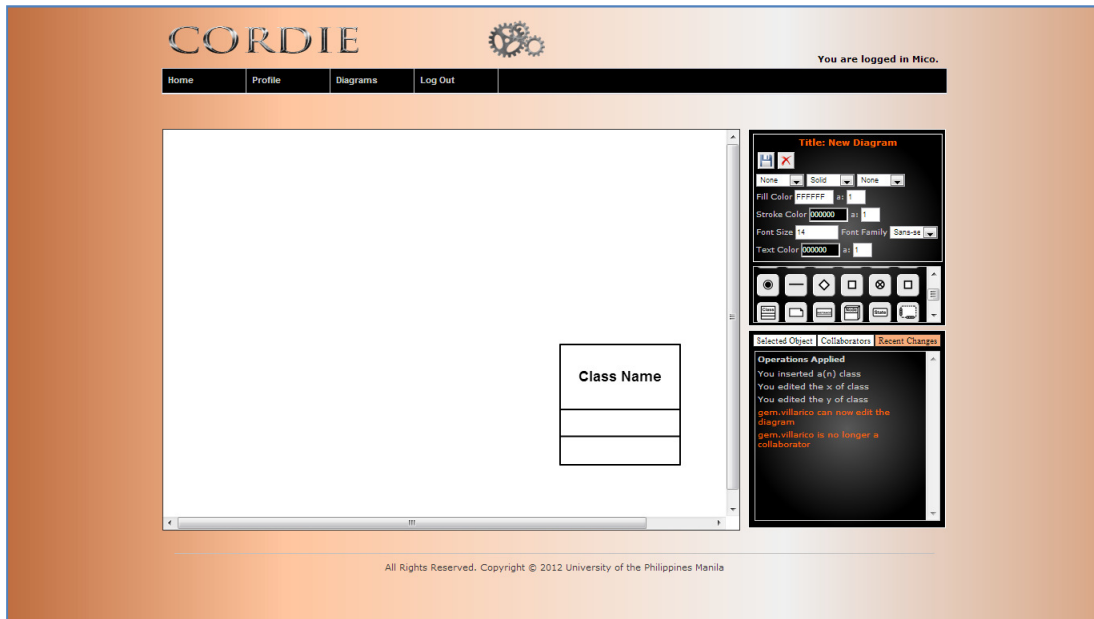 CORDIE
You are logged in Mico.
Home Profile Diagrams Log Out
Title: New Diagram
None Solid None
Fill Color FFFFFF a: 1
Stroke Color 000000 a: 1
Font Size 14 Font Family Sans-se
Text Color 000000 a: 1
Class
State
Selected Object Collaborators Recent Changes
Operations Applied
You inserted a(n) class
You edited the x of class
You edited the y of class
gem.villarico can now edit the
diagram
gem.villarico is no longer a
collaborator
Class Name
All Rights Reserved. Copyright © 2012 University of the Philippines Manila